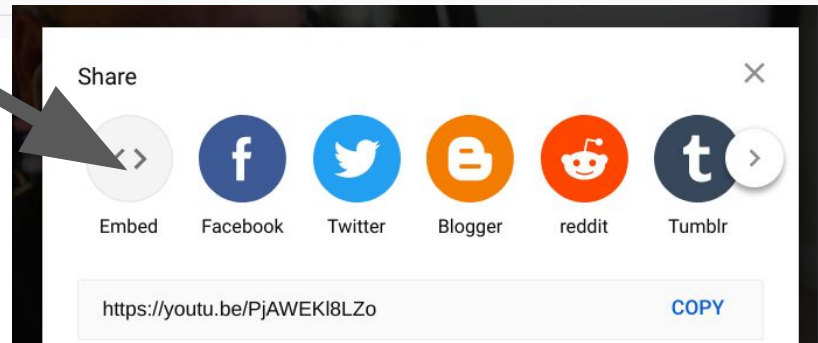 Share
Embed Facebook Twitter Blogger reddit Tumblr
https://youtu.be/PjAWEKl8LZo COPY